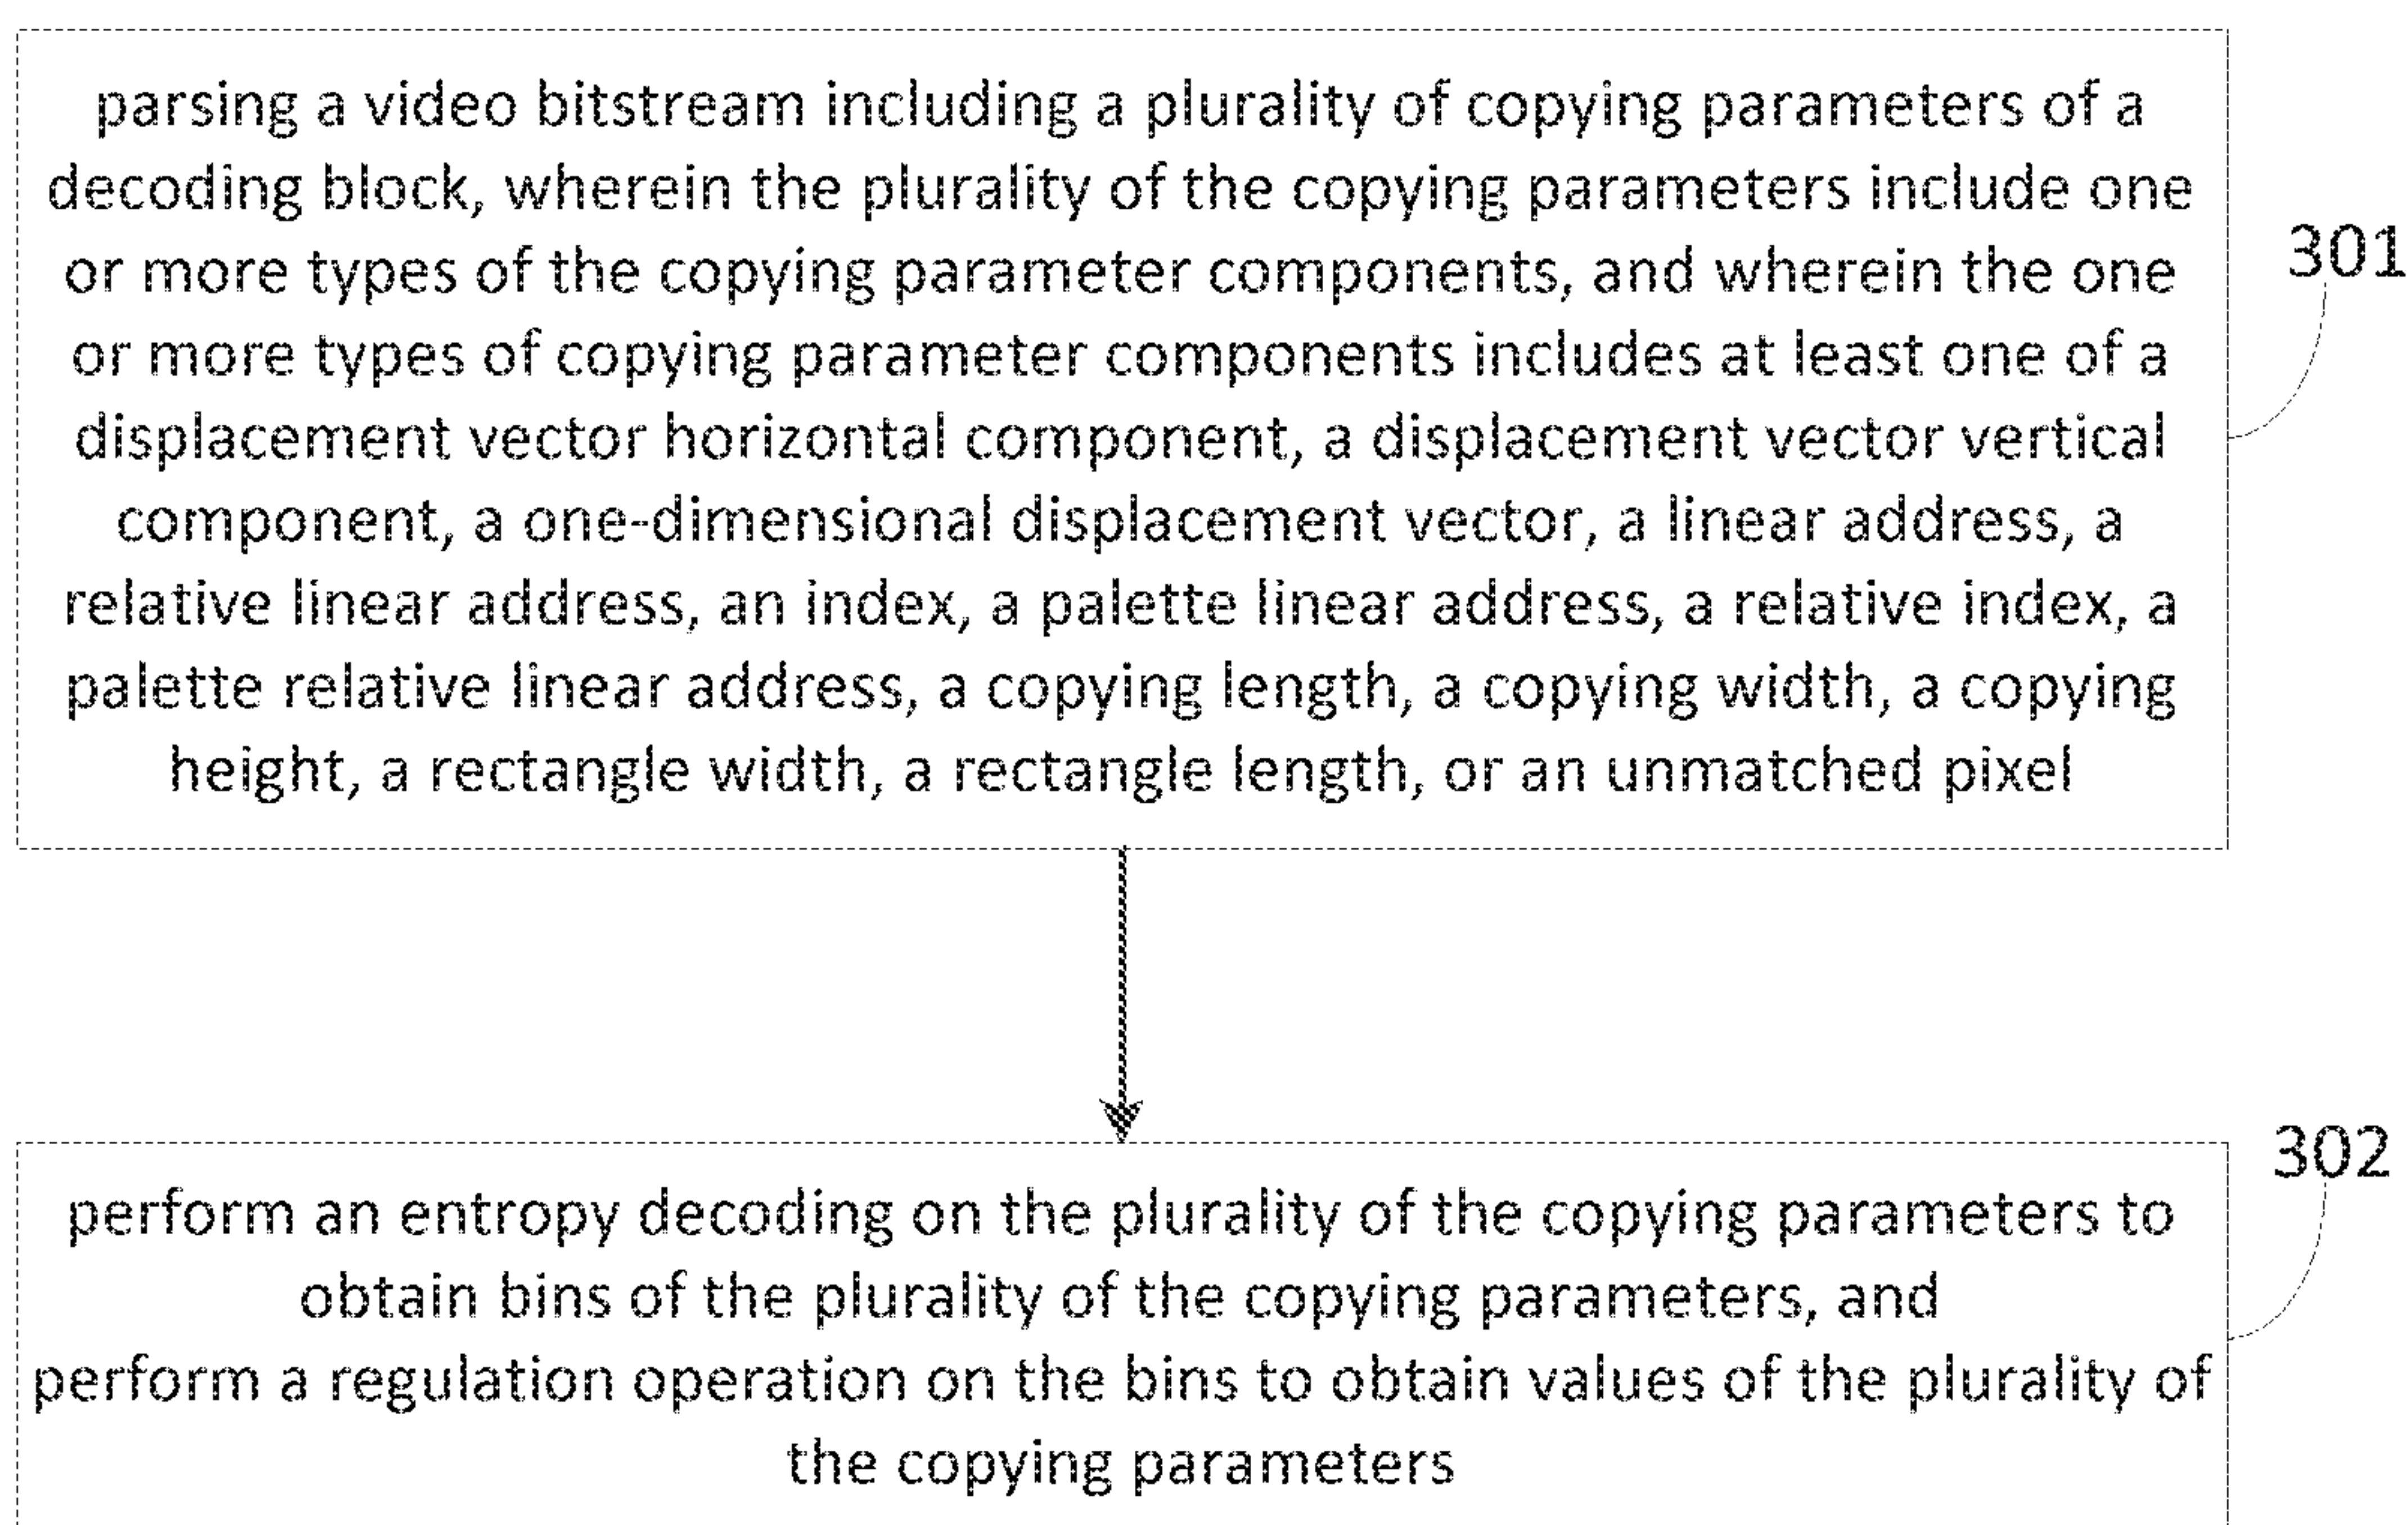 parsing a video bitstream including a plurality of copying parameters of a
decoding block, wherein the plurality of the copying parameters include one
or more types of the copying parameter components, and wherein the one
or more types of copying parameter components includes at least one of a
displacement vector horizontal component, a displacement vector vertical
component, a one-dimensional displacement vector, a linear address, a
relative linear address, an index, a palette linear address, a relative index, a
palette relative linear address, a copying length, a copying width, a copying
height, a rectangle width, a rectangle length, or an unmatched pixel
301
302
perform an entropy decoding on the plurality of the copying parameters to
obtain bins of the plurality of the copying parameters, and
perform a regulation operation on the bins to obtain values of the plurality of
the copying parameters